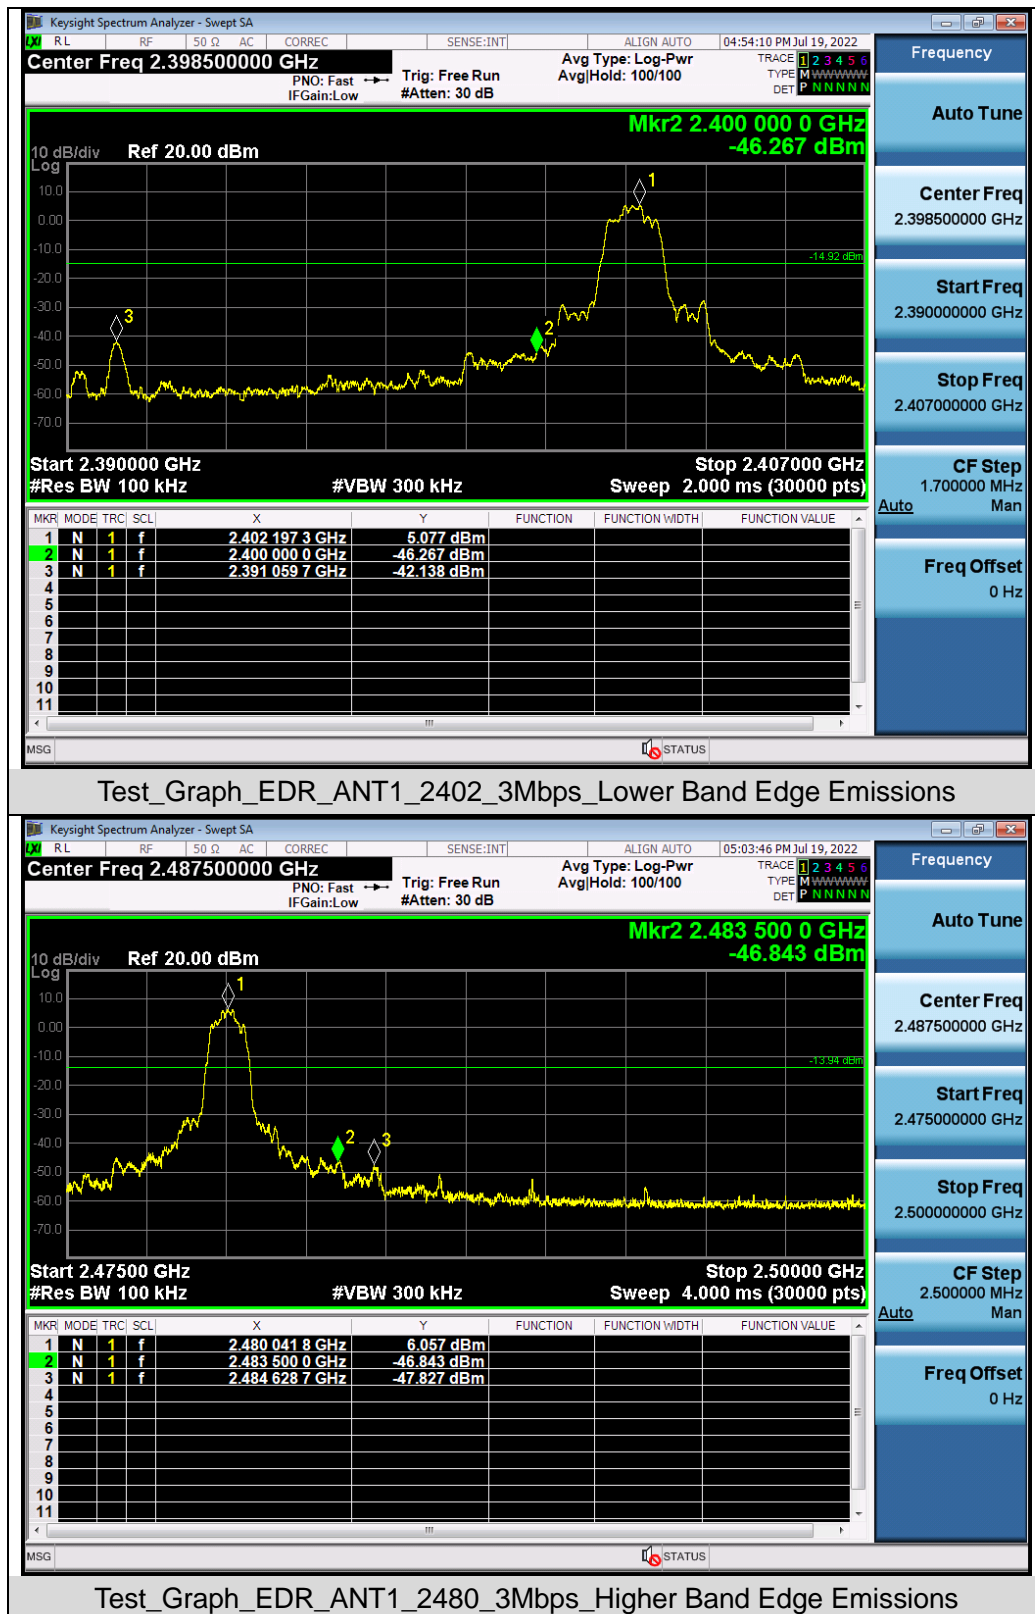 Keysight Spectrum Analyzer - Swept SA
LXI RL RF 50 Ω AC CORREC SENSE:INT ALIGN AUTO 04:54:10 PM Jul 19, 2022
Center Freq 2.398500000 GHz
PNO: Fast
IFGain:Low
Trig: Free Run
#Atten: 30 dB
Avg Type: Log-Pwr
Avg|Hold: 100/100
TRACE 1 2 3 4 5 6
TYPE M WWWWW
DET P N N N N N
Mkr2 2.400 000 0 GHz
-46.267 dBm
10 dB/div Ref 20.00 dBm
Log
10.0
0.00
-10.0
-20.0
-30.0
-40.0
-50.0
-60.0
-70.0
1
2
3
-14.92 dBm
Start 2.390000 GHz Stop 2.407000 GHz
#Res BW 100 kHz #VBW 300 kHz Sweep 2.000 ms (30000 pts)
MKR MODE TRC SCL X Y FUNCTION FUNCTION WIDTH FUNCTION VALUE
1 N 1 f 2.402 197 3 GHz 5.077 dBm
2 N 1 f 2.400 000 0 GHz -46.267 dBm
3 N 1 f 2.391 059 7 GHz -42.138 dBm
4
5
6
7
8
9
10
11
MSG STATUS
Frequency
Auto Tune
Center Freq
2.398500000 GHz
Start Freq
2.390000000 GHz
Stop Freq
2.407000000 GHz
CF Step
1.700000 MHz
Auto Man
Freq Offset
0 Hz
Test_Graph_EDR_ANT1_2402_3Mbps_Lower Band Edge Emissions
Keysight Spectrum Analyzer - Swept SA
LXI RL RF 50 Ω AC CORREC SENSE:INT ALIGN AUTO 05:03:46 PM Jul 19, 2022
Center Freq 2.487500000 GHz
PNO: Fast
IFGain:Low
Trig: Free Run
#Atten: 30 dB
Avg Type: Log-Pwr
Avg|Hold: 100/100
TRACE 1 2 3 4 5 6
TYPE M WWWWW
DET P N N N N N
Mkr2 2.483 500 0 GHz
-46.843 dBm
10 dB/div Ref 20.00 dBm
Log
10.0
0.00
-10.0
-20.0
-30.0
-40.0
-50.0
-60.0
-70.0
1
2
3
-13.94 dBm
Start 2.47500 GHz Stop 2.50000 GHz
#Res BW 100 kHz #VBW 300 kHz Sweep 4.000 ms (30000 pts)
MKR MODE TRC SCL X Y FUNCTION FUNCTION WIDTH FUNCTION VALUE
1 N 1 f 2.480 041 8 GHz 6.057 dBm
2 N 1 f 2.483 500 0 GHz -46.843 dBm
3 N 1 f 2.484 628 7 GHz -47.827 dBm
4
5
6
7
8
9
10
11
MSG STATUS
Frequency
Auto Tune
Center Freq
2.487500000 GHz
Start Freq
2.475000000 GHz
Stop Freq
2.500000000 GHz
CF Step
2.500000 MHz
Auto Man
Freq Offset
0 Hz
Test_Graph_EDR_ANT1_2480_3Mbps_Higher Band Edge Emissions